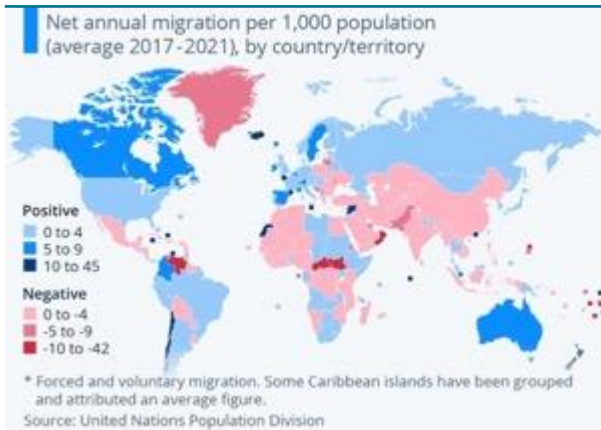 Net annual migration per 1,000 population
(average 2017-2021), by country/territory
Positive
0 to 4
5 to 9
10 to 45
Negative
0 to -4
-5 to -9
-10 to -42
* Forced and voluntary migration. Some Caribbean islands have been grouped
and attributed an average figure.
Source: United Nations Population Division